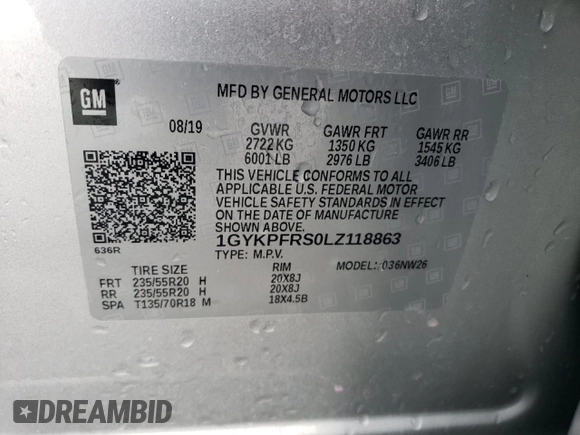 GM
MFD BY GENERAL MOTORS LLC
08/19 GVWR GAWR FRT GAWR RR
2722 KG 1350 KG 1545 KG
6001 LB 2976 LB 3406 LB
THIS VEHICLE CONFORMS TO ALL
APPLICABLE U.S. FEDERAL MOTOR
VEHICLE SAFETY STANDARDS IN EFFECT
ON THE DATE OF MANUFACTURE
SHOWN ABOVE.
636R 1GYKPFRS0LZ118863
TYPE: M.P.V. MODEL: 036NW26
TIRE SIZE RIM
FRT 235/55R20 H 20X8J
RR 235/55R20 H 20X8J
SPA T135/70R18 M 18X4.5B
DREAMBID